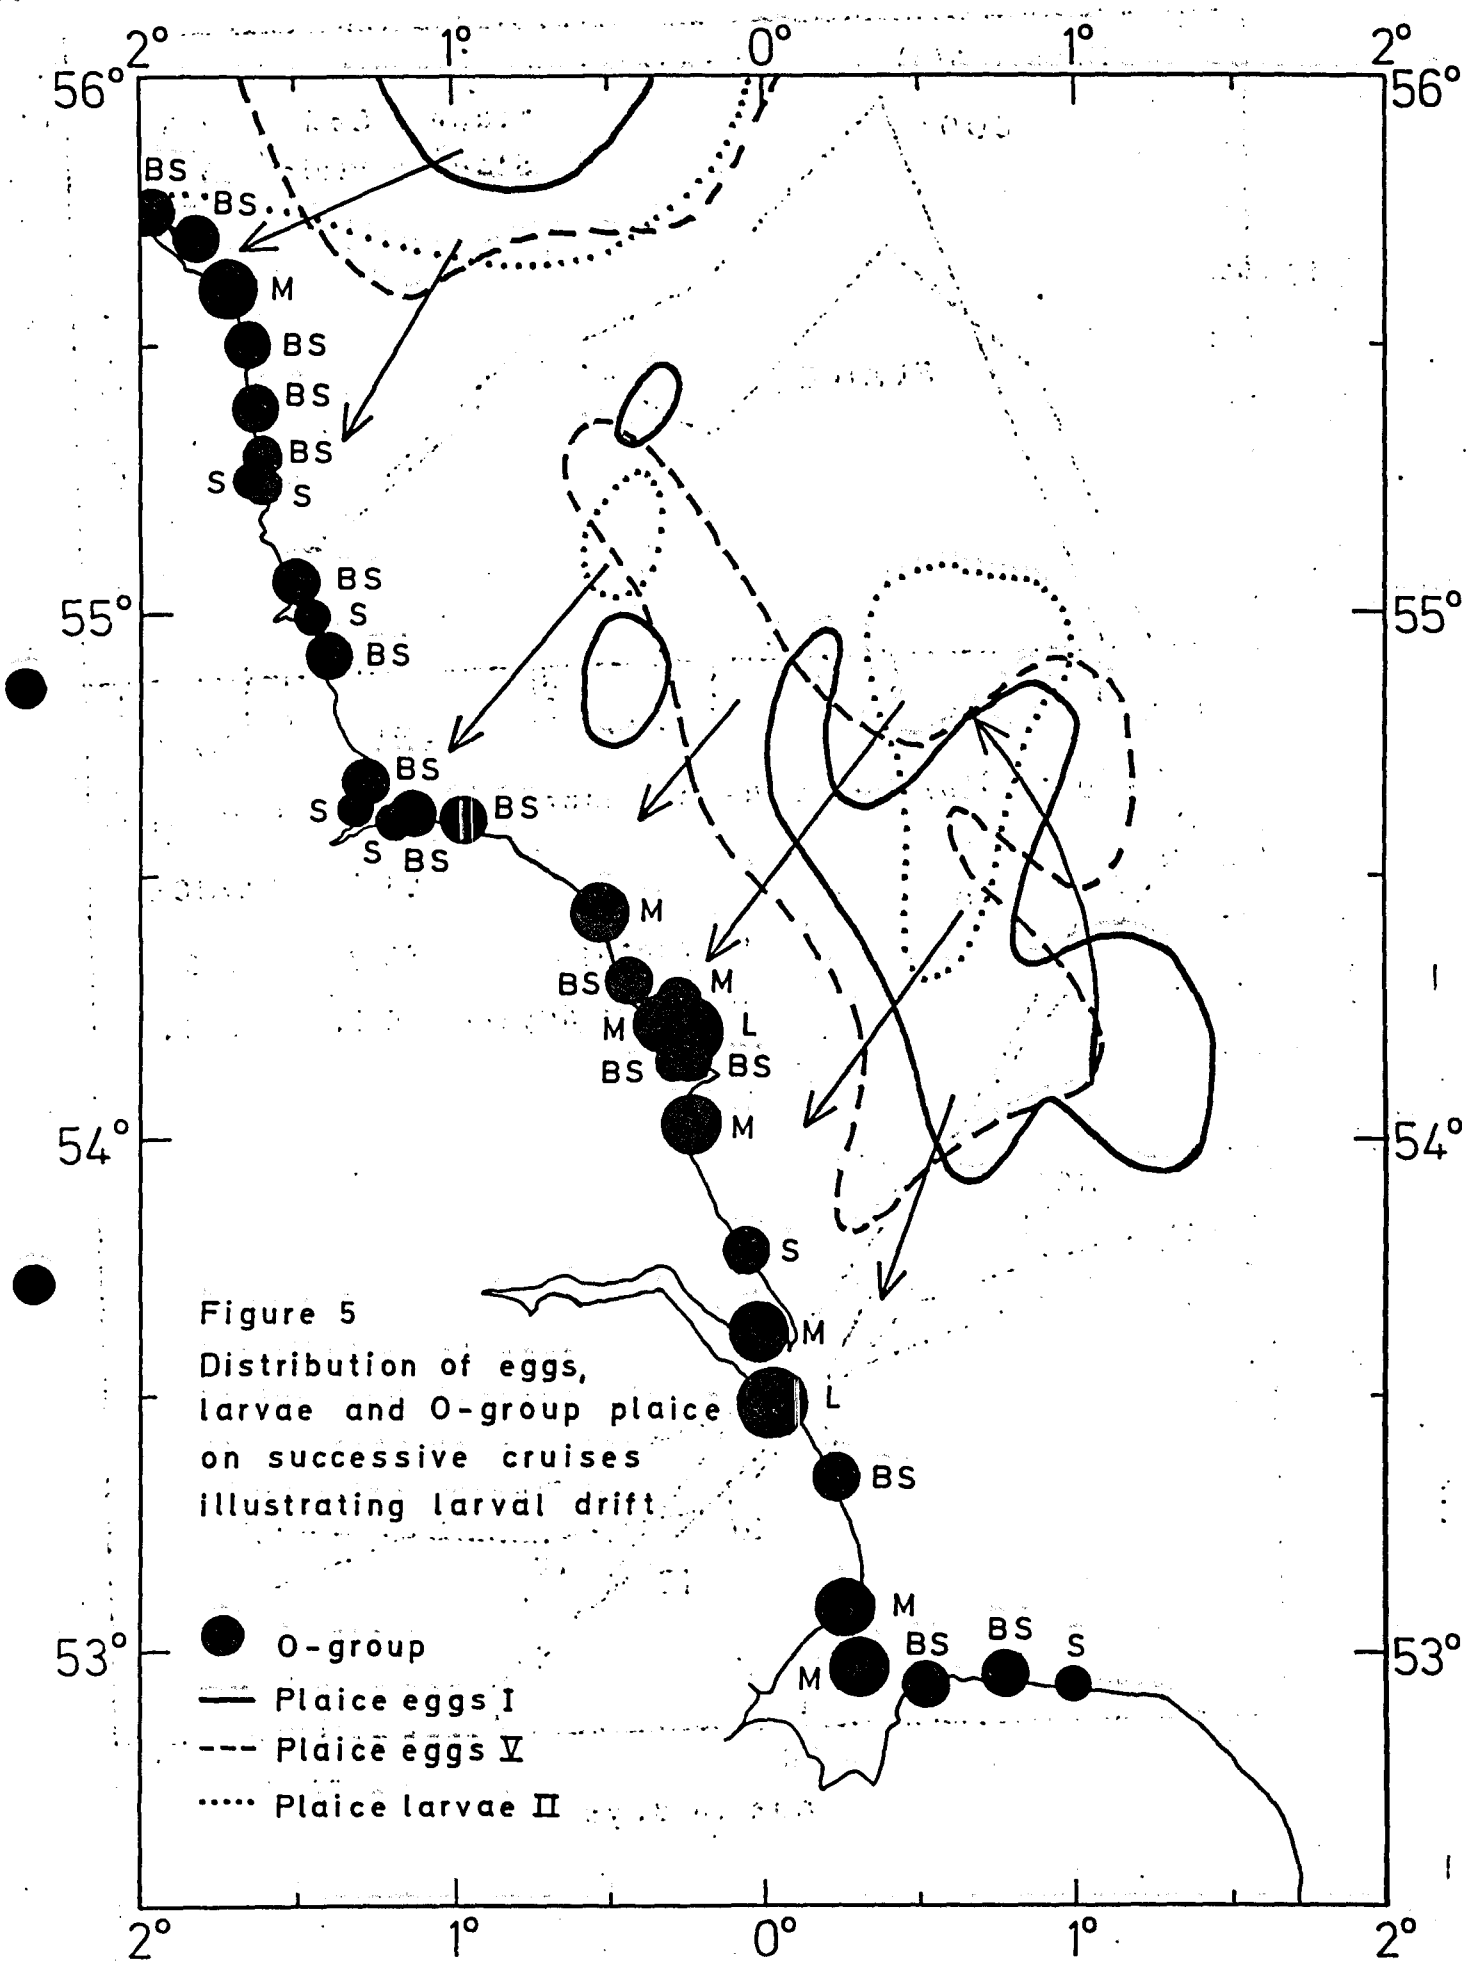 2° 1° 0° 1° 2°
56° 56°
BS
BS
M
BS
BS
BS
S S
BS
55° S 55°
BS
BS
S BS
S BS
M
BS M
M L
BS BS
54° M 54°
S
M
L
BS
M
BS BS S
53° M 53°
Figure 5
Distribution of eggs,
larvae and O-group plaice
on successive cruises
illustrating larval drift
O-group
Plaice eggs I
Plaice eggs V
Plaice larvae II
2° 1° 0° 1° 2°